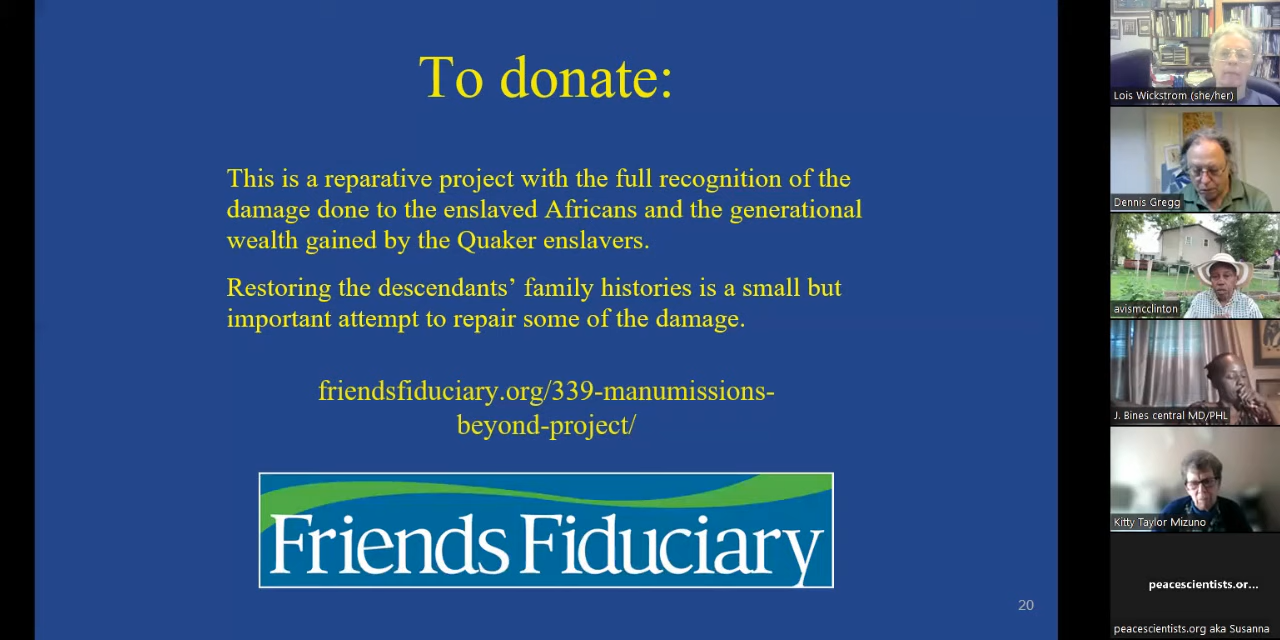 To donate:
This is a reparative project with the full recognition of the
damage done to the enslaved Africans and the generational
wealth gained by the Quaker enslavers.
Restoring the descendants’ family histories is a small but
important attempt to repair some of the damage.
friendsfiduciary.org/339-manumissions-
beyond-project/
Friends Fiduciary
20
Lois Wickstrom (she/her)
Dennis Gregg
avismcclinton
J. Bines central MD/PHL
Kitty Taylor Mizuno
peacescientists.or...
peacescientists.org aka Susanna